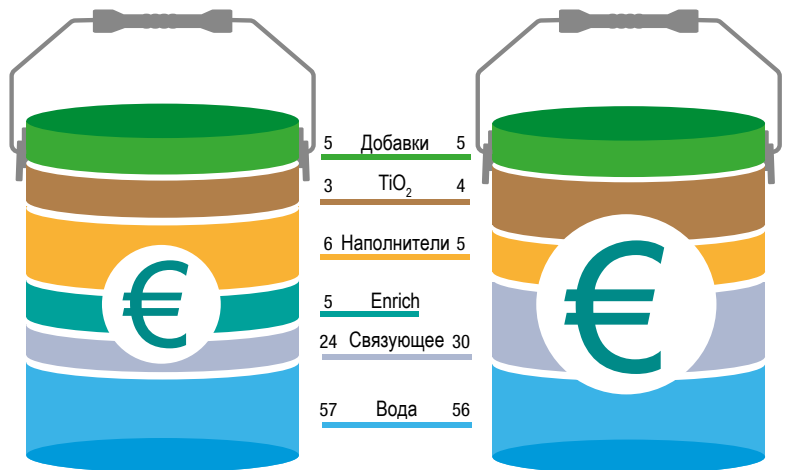 5 Добавки 5
3 TiO₂ 4
6 Наполнители 5
€
€
5 Enrich
24 Связующее 30
57 Вода 56